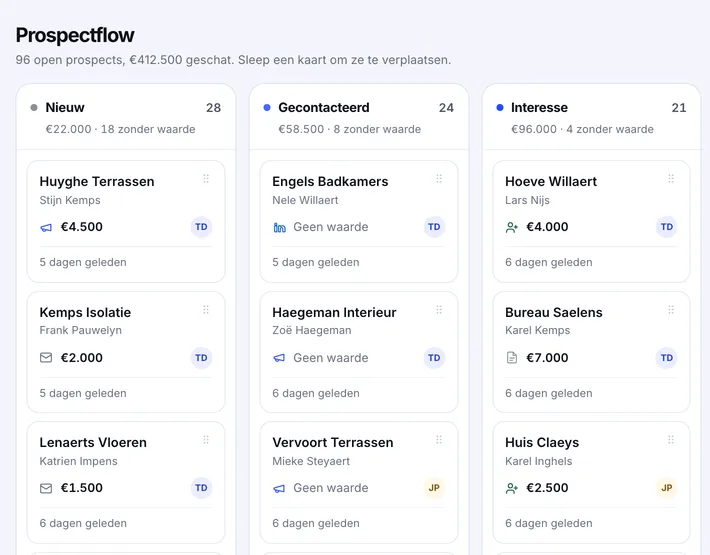 Prospectflow
96 open prospects, €412.500 geschat. Sleep een kaart om ze te verplaatsen.
Nieuw 28
€22.000 · 18 zonder waarde
Huyghe Terrassen
Stijn Kemps
€4.500 TD
5 dagen geleden
Kemps Isolatie
Frank Pauwelyn
€2.000 TD
5 dagen geleden
Lenaerts Vloeren
Katrien Impens
€1.500 TD
6 dagen geleden
Gecontacteerd 24
€58.500 · 8 zonder waarde
Engels Badkamers
Nele Willaert
in Geen waarde TD
5 dagen geleden
Haegeman Interieur
Zoë Haegeman
Geen waarde TD
6 dagen geleden
Vervoort Terrassen
Mieke Steyaert
Geen waarde JP
6 dagen geleden
Interesse 21
€96.000 · 4 zonder waarde
Hoeve Willaert
Lars Nijs
€4.000 TD
6 dagen geleden
Bureau Saelens
Karel Kemps
€7.000 TD
6 dagen geleden
Huis Claeys
Karel Inghels
€2.500 JP
6 dagen geleden